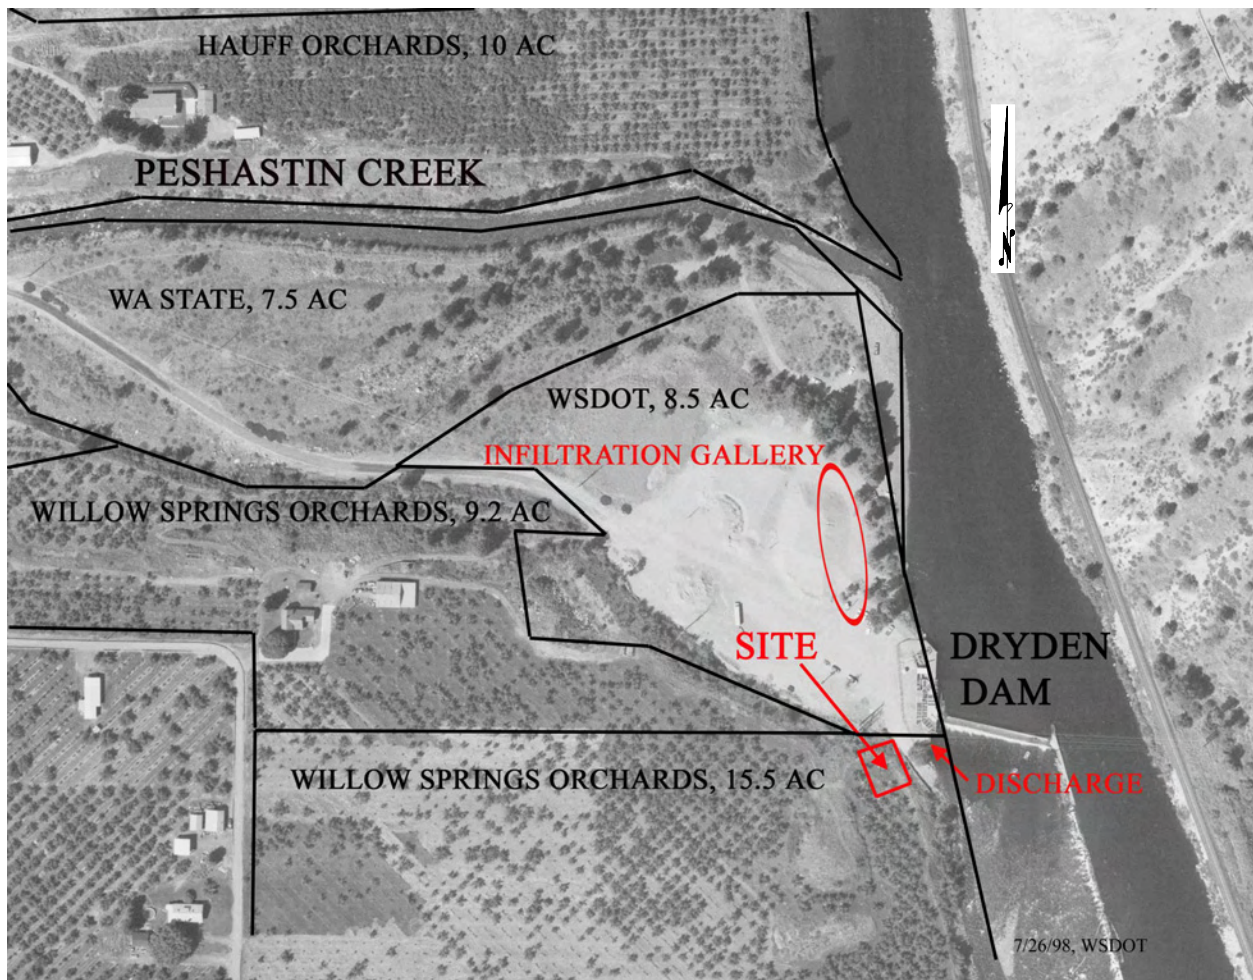 HAUFF ORCHARDS, 10 AC
PESHASTIN CREEK
N
WA STATE, 7.5 AC
WSDOT, 8.5 AC
INFILTRATION GALLERY
WILLOW SPRINGS ORCHARDS, 9.2 AC
SITE
DRYDEN
DAM
WILLOW SPRINGS ORCHARDS, 15.5 AC
DISCHARGE
7/26/98, WSDOT